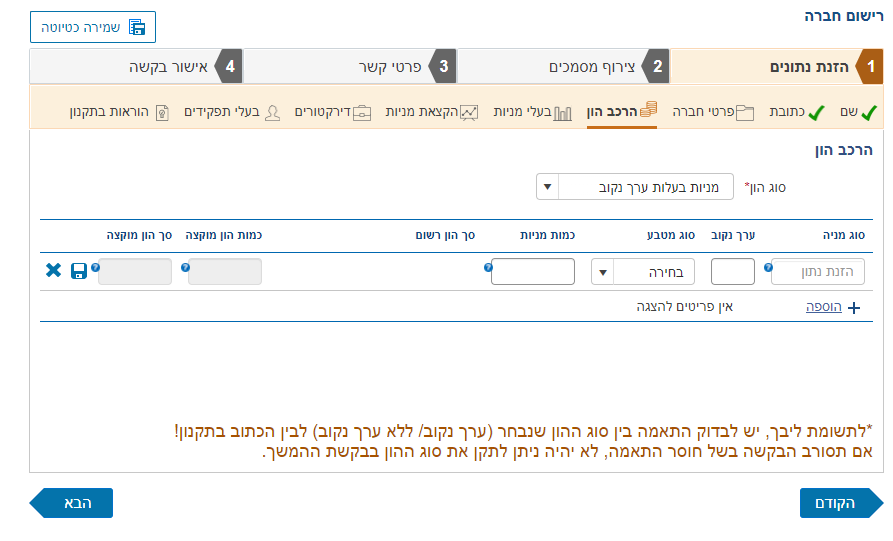 רישום חברה
שמירה כטיוטה
1 הזנת נתונים
2 צירוף מסמכים
3 פרטי קשר
4 אישור בקשה
שם
כתובת
פרטי חברה
הרכב הון
בעלי מניות
הקצאת מניות
דירקטורים
בעלי תפקידים
הוראות בתקנון
הרכב הון
סוג הון*
מניות בעלות ערך נקוב
סוג מניה
ערך נקוב
סוג מטבע
כמות מניות
סך הון רשום
כמות הון מוקצה
סך הון מוקצה
הזנת נתון
בחירה
הוספה
אין פריטים להצגה
*לתשומת ליבך, יש לבדוק התאמה בין סוג ההון שנבחר (ערך נקוב/ ללא ערך נקוב) לבין הכתוב בתקנון!
אם תסורב הבקשה בשל חוסר התאמה, לא יהיה ניתן לתקן את סוג ההון בבקשת ההמשך.
הקודם
הבא